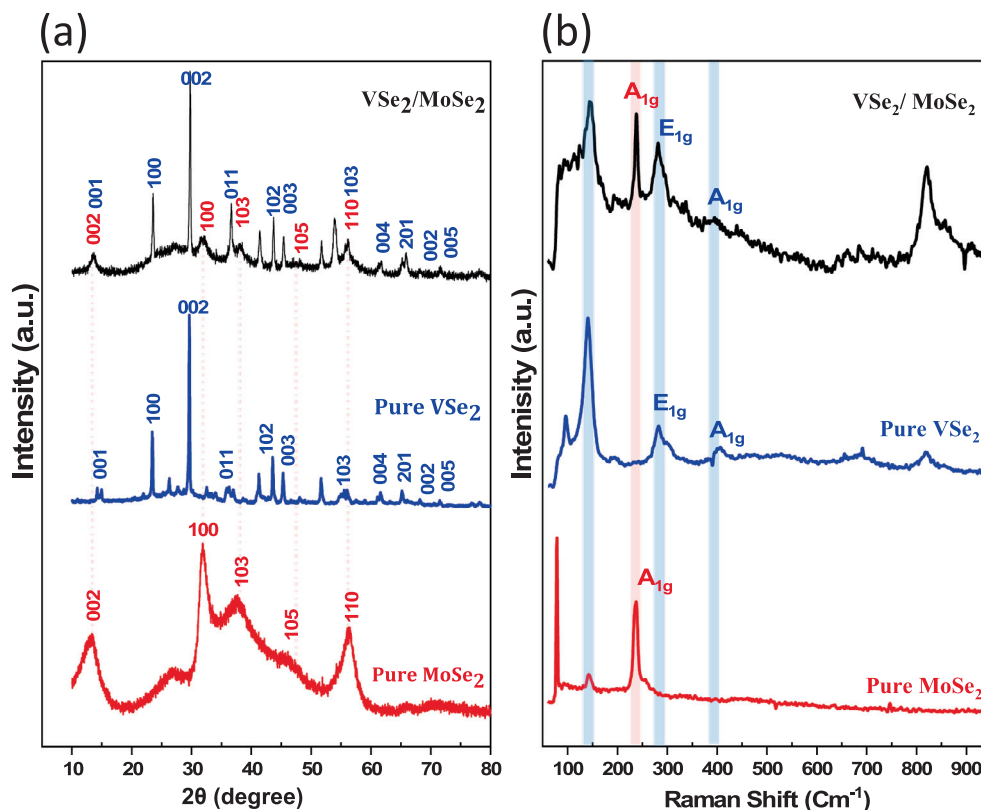 (a)
Intensity (a.u.)
VSe2/MoSe2
002 001 100 002 100 011 103 102 003 105 110 103 004 201 002 005
Pure VSe2
001 100 002 011 102 003 103 004 201 002 005
Pure MoSe2
002 100 103 105 110
10 20 30 40 50 60 70 80
2θ (degree)
(b)
Intenisity (a.u.)
VSe2/ MoSe2
A1g E1g A1g
Pure VSe2
E1g A1g
Pure MoSe2
A1g
100 200 300 400 500 600 700 800 900
Raman Shift (Cm-1)